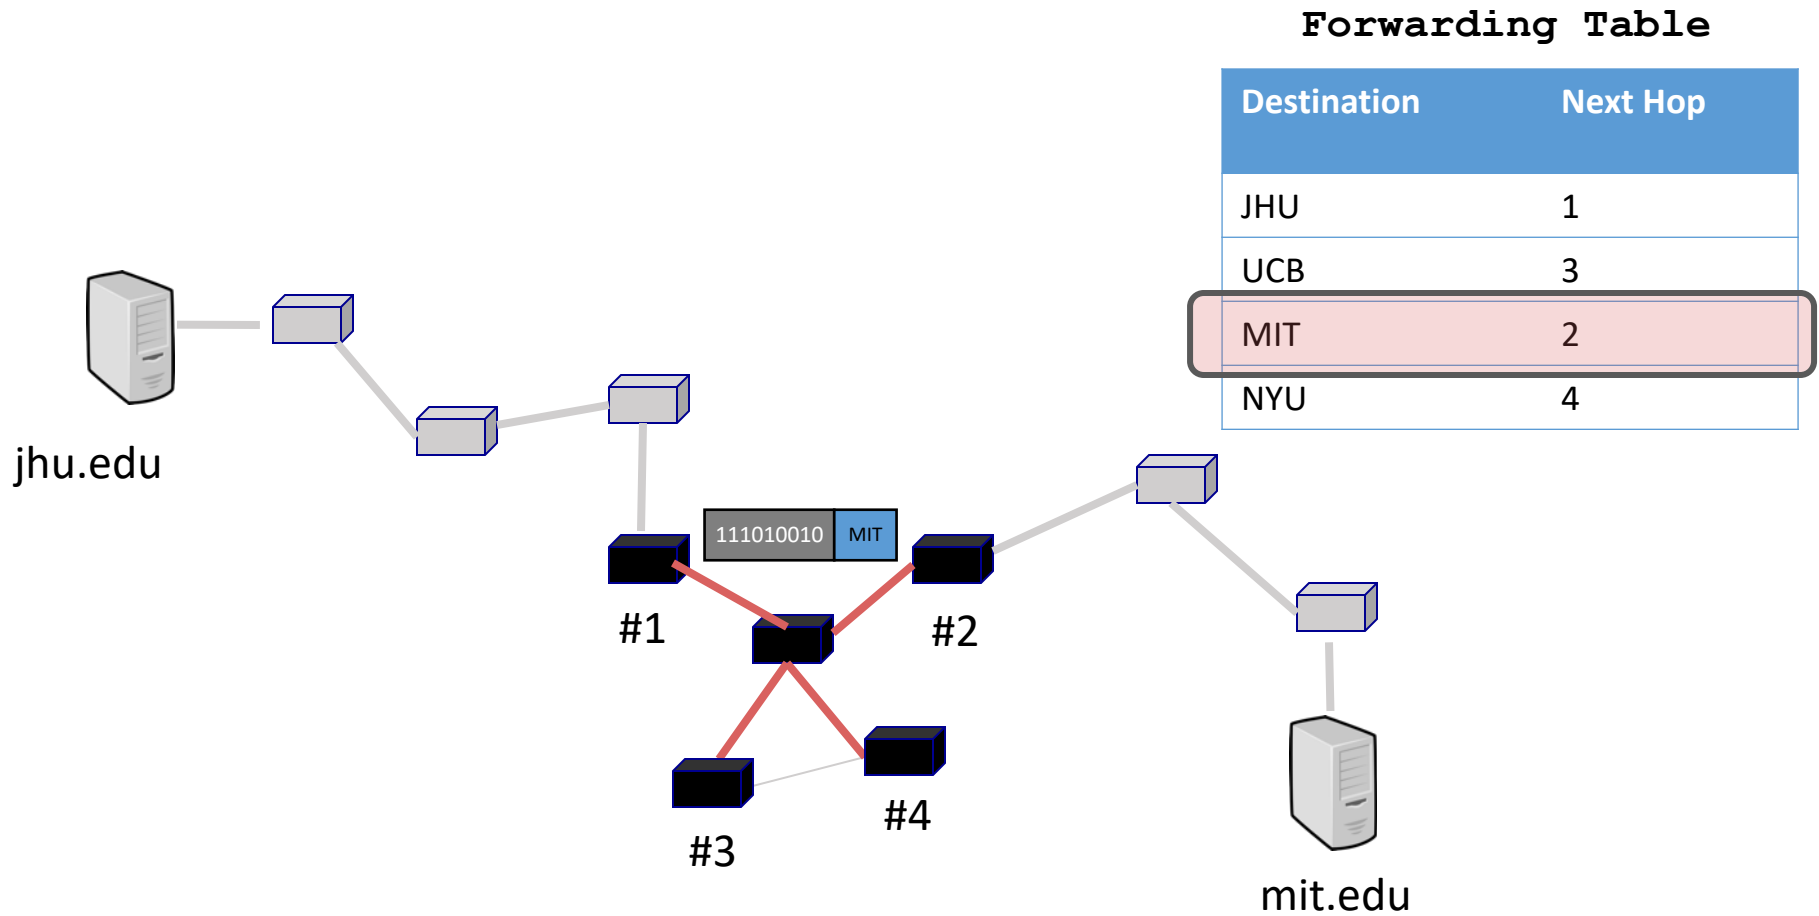 Forwarding Table
Destination Next Hop
JHU 1
UCB 3
MIT 2
NYU 4
jhu.edu
111010010 MIT
#1
#2
#4
#3
mit.edu